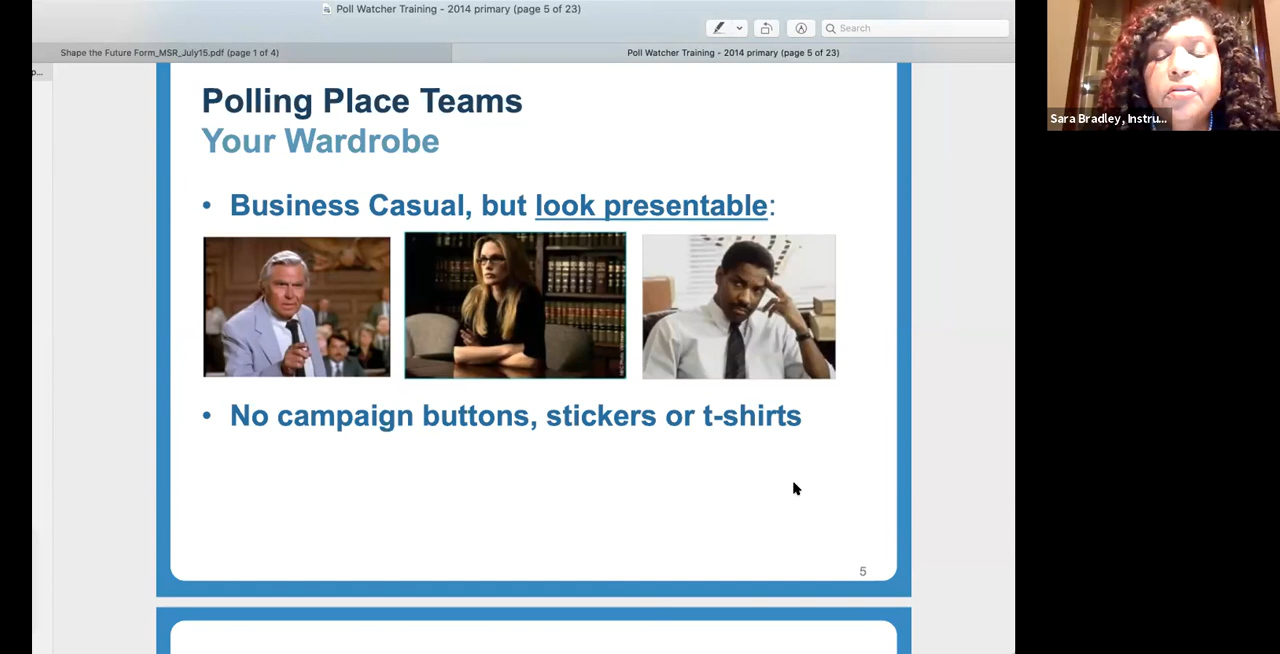 Poll Watcher Training - 2014 primary (page 5 of 23)
Search
Shape the Future Form_MSR_July15.pdf (page 1 of 4)
Poll Watcher Training - 2014 primary (page 5 of 23)
p...
Polling Place Teams
Your Wardrobe
• Business Casual, but look presentable:
• No campaign buttons, stickers or t-shirts
5
Sara Bradley, Instru...